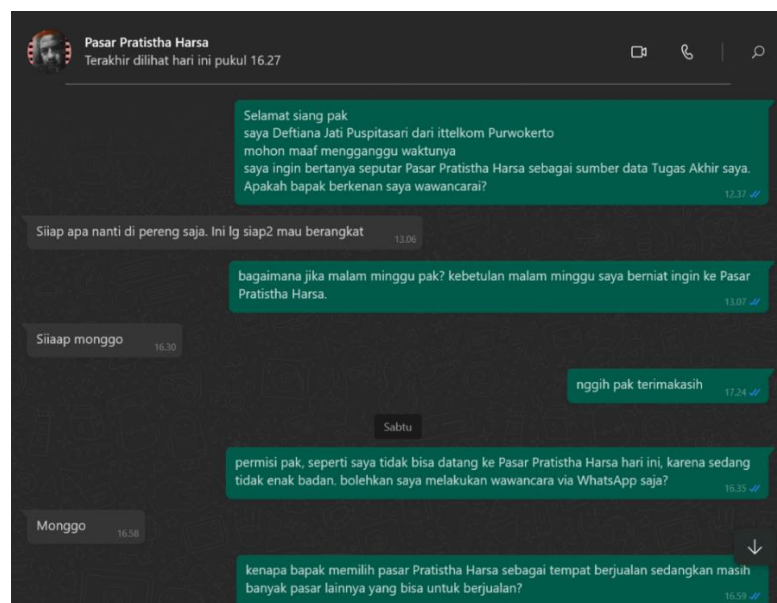 Pasar Pratistha Harsa
Terakhir dilihat hari ini pukul 16.27
Selamat siang pak
saya Deftiana Jati Puspitasari dari ittelkom Purwokerto
mohon maaf mengganggu waktunya
saya ingin bertanya seputar Pasar Pratistha Harsa sebagai sumber data Tugas Akhir saya.
Apakah bapak berkenan saya wawancarai?
12.37
Siiap apa nanti di pereng saja. Ini lg siap2 mau berangkat
13.06
bagaimana jika malam minggu pak? kebetulan malam minggu saya berniat ingin ke Pasar
Pratistha Harsa.
13.07
Siiaap monggo
16.30
nggih pak terimakasih
17.24
Sabtu
permisi pak, seperti saya tidak bisa datang ke Pasar Pratistha Harsa hari ini, karena sedang
tidak enak badan. bolehkan saya melakukan wawancara via WhatsApp saja?
16.35
Monggo
16.58
kenapa bapak memilih pasar Pratistha Harsa sebagai tempat berjualan sedangkan masih
banyak pasar lainnya yang bisa untuk berjualan?
16.59